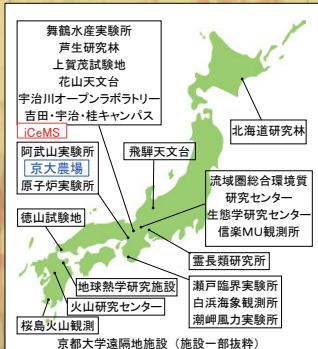 舞鶴水産実験所
芦生研究林
上賀茂試験地
花山天文台
宇治川オープンラボラトリー
吉田・宇治・桂キャンパス
iCeMS
阿武山実験所
京大農場
原子炉実験所
飛騨天文台
北海道研究林
流域圏総合環境質
研究センター
生態学研究センター
信楽MU観測所
徳山試験地
霊長類研究所
地球熱学研究施設
火山研究センター
桜島火山観測
瀬戸臨界実験所
白浜海象観測所
潮岬風力実験所
京都大学遠隔地施設（施設一部抜粋）